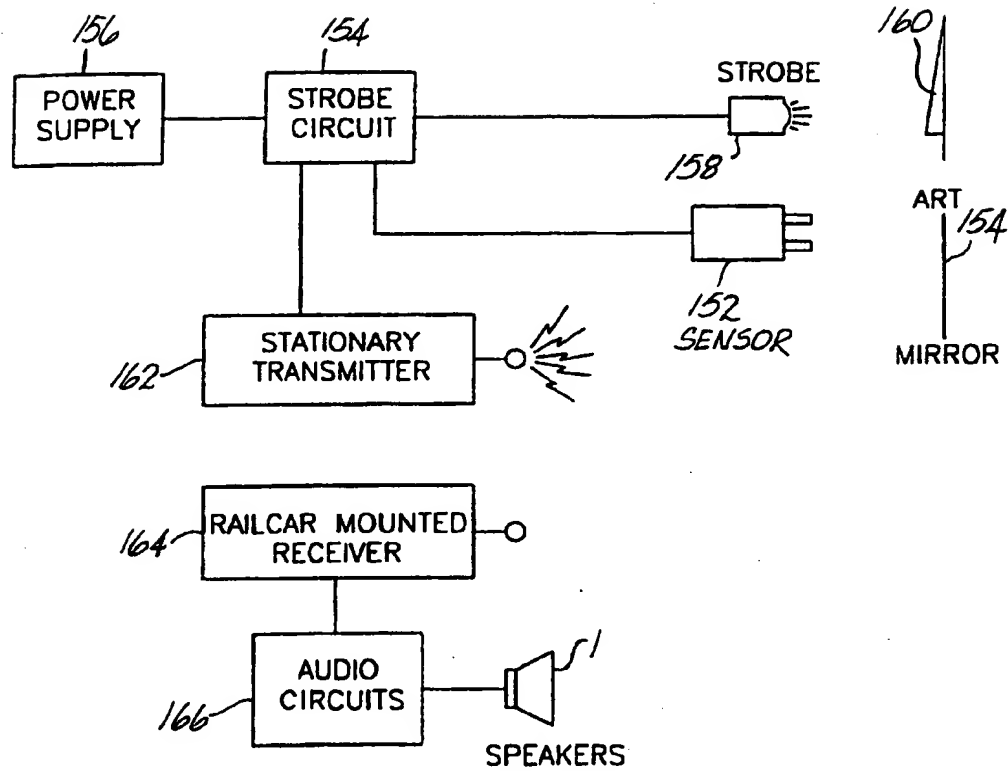 156
154
160
POWER
SUPPLY
STROBE
CIRCUIT
STROBE
158
ART
154
152
SENSOR
MIRROR
STATIONARY
TRANSMITTER
162
RAILCAR MOUNTED
RECEIVER
164
1
AUDIO
CIRCUITS
166
SPEAKERS